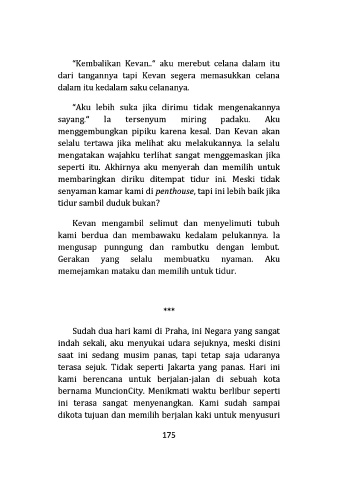 "Kembalikan Kevan.." aku merebut celana dalam itu
dari tangannya tapi Kevan segera memasukkan celana
dalam itu kedalam saku celananya.
"Aku lebih suka jika dirimu tidak mengenakannya
sayang." Ia tersenyum miring padaku. Aku
menggembungkan pipiku karena kesal. Dan Kevan akan
selalu tertawa jika melihat aku melakukannya. Ia selalu
mengatakan wajahku terlihat sangat menggemaskan jika
seperti itu. Akhirnya aku menyerah dan memilih untuk
membaringkan diriku ditempat tidur ini. Meski tidak
senyaman kamar kami di penthouse, tapi ini lebih baik jika
tidur sambil duduk bukan?
Kevan mengambil selimut dan menyelimuti tubuh
kami berdua dan membawaku kedalam pelukannya. Ia
mengusap punngung dan rambutku dengan lembut.
Gerakan yang selalu membuatku nyaman. Aku
memejamkan mataku dan memilih untuk tidur.
***
Sudah dua hari kami di Praha, ini Negara yang sangat
indah sekali, aku menyukai udara sejuknya, meski disini
saat ini sedang musim panas, tapi tetap saja udaranya
terasa sejuk. Tidak seperti Jakarta yang panas. Hari ini
kami berencana untuk berjalan-jalan di sebuah kota
bernama MuncionCity. Menikmati waktu berlibur seperti
ini terasa sangat menyenangkan. Kami sudah sampai
dikota tujuan dan memilih berjalan kaki untuk menyusuri
175